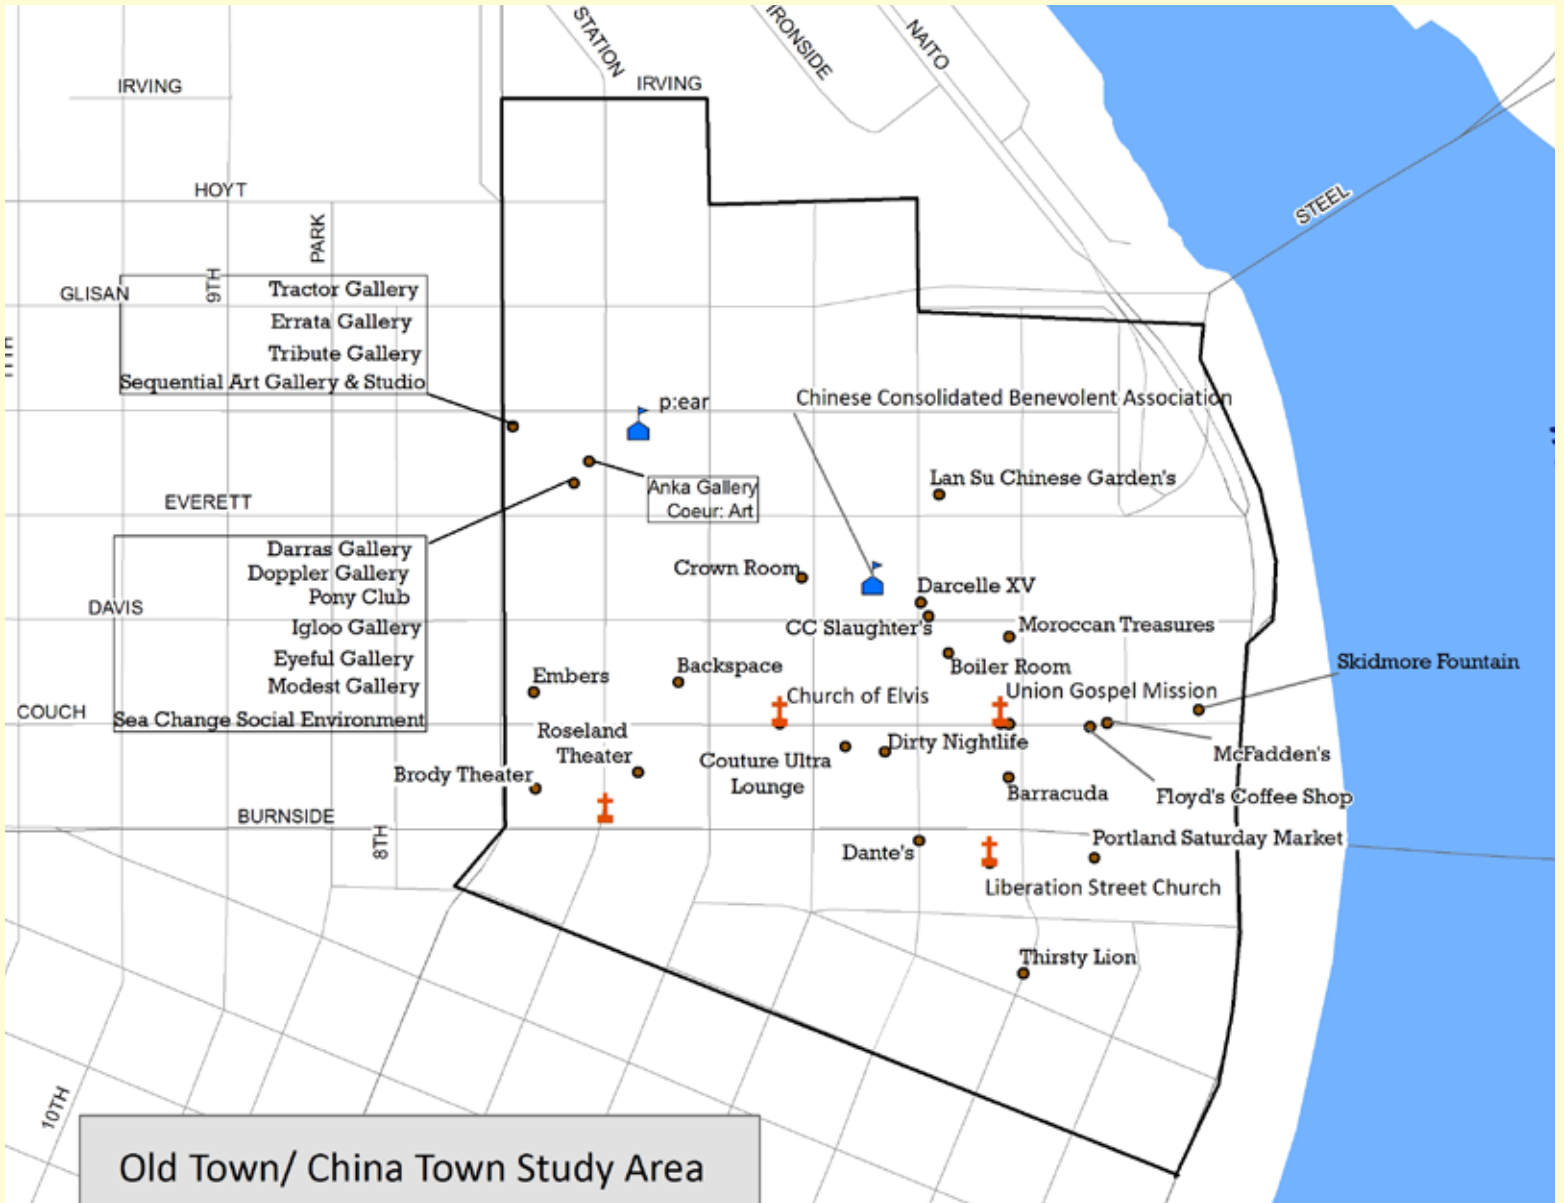 STATION
IRONSIDE
NAITO
IRVING
IRVING
HOYT
PARK
STEEL
GLISAN
9TH
Tractor Gallery
Errata Gallery
Tribute Gallery
Sequential Art Gallery & Studio
p:ear
Chinese Consolidated Benevolent Association
Lan Su Chinese Garden's
Anka Gallery
Coeur: Art
EVERETT
Darras Gallery
Doppler Gallery
Pony Club
Igloo Gallery
Eyeful Gallery
Modest Gallery
Sea Change Social Environment
DAVIS
Crown Room
Darcelle XV
CC Slaughter's
Moroccan Treasures
Boiler Room
Skidmore Fountain
Embers
Backspace
Church of Elvis
Union Gospel Mission
COUCH
Roseland
Theater
Dirty Nightlife
McFadden's
Couture Ultra
Lounge
Brody Theater
Barracuda
Floyd's Coffee Shop
BURNSIDE
8TH
Dante's
Portland Saturday Market
Liberation Street Church
Thirsty Lion
10TH
Old Town/ China Town Study Area